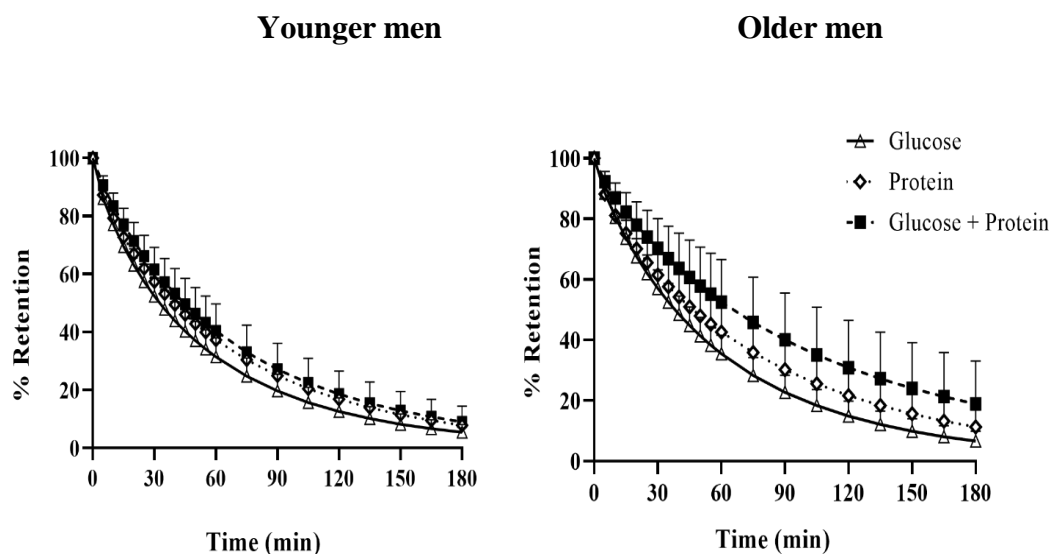 Younger men
Older men
% Retention
100
80
60
40
20
0
0 30 60 90 120 150 180
Time (min)
% Retention
100
80
60
40
20
0
0 30 60 90 120 150 180
Time (min)
Glucose
Protein
Glucose + Protein